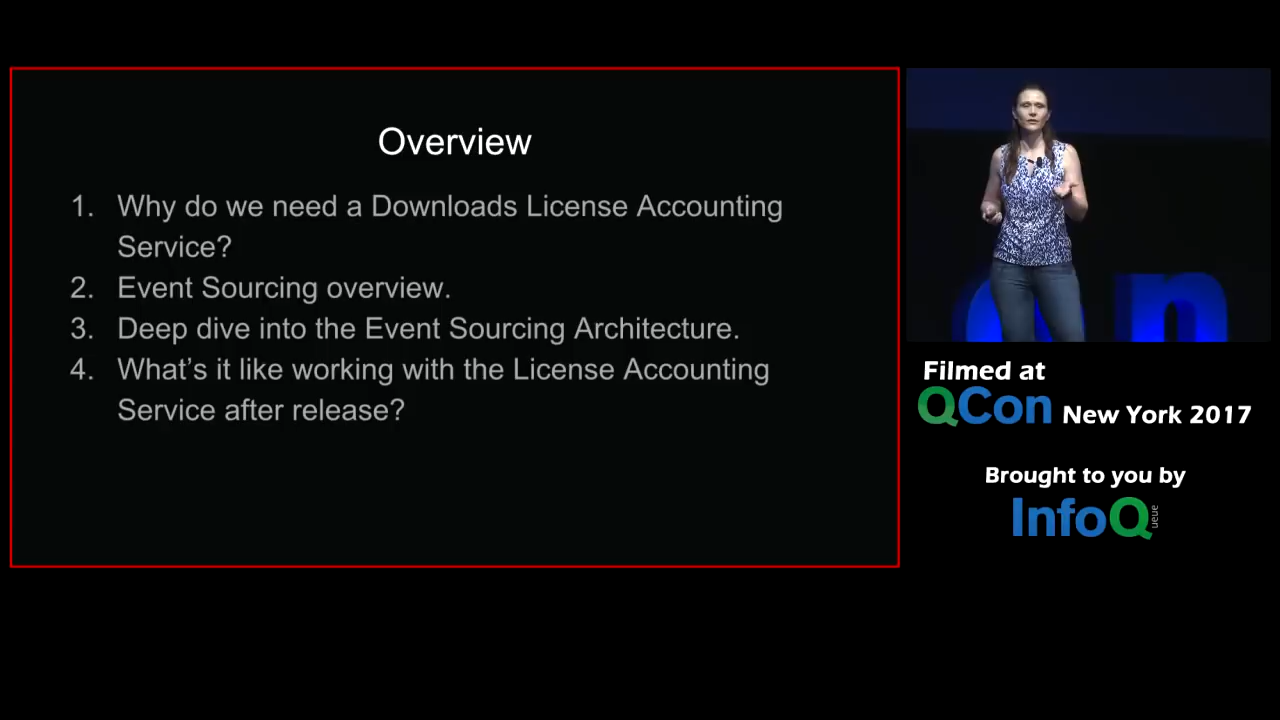 Overview
1. Why do we need a Downloads License Accounting
Service?
2. Event Sourcing overview.
3. Deep dive into the Event Sourcing Architecture.
4. What’s it like working with the License Accounting
Service after release?
Filmed at
QCon New York 2017
Brought to you by
InfoQ
ueue